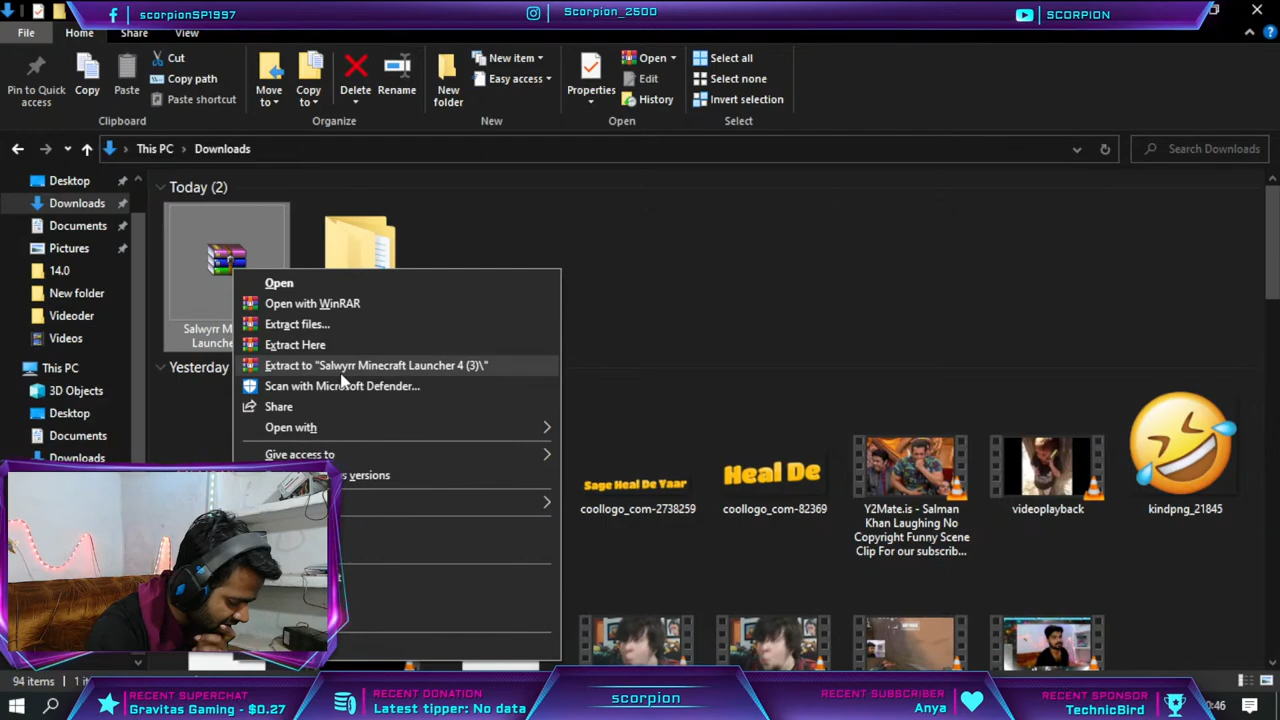 scorpionSP1997
Scorpion_2500
SCORPION
File
Home
Share
View
Pin to Quick access
Copy
Paste
Cut
Copy path
Paste shortcut
Clipboard
Move to
Copy to
Delete
Rename
Organize
New folder
New item
Easy access
New
Properties
Open
Edit
History
Open
Select all
Select none
Invert selection
Select
This PC > Downloads
Search Downloads
Desktop
Downloads
Documents
Pictures
14.0
New folder
Videoder
Videos
This PC
3D Objects
Desktop
Documents
Downloads
Today (2)
Salwyrr M
Launche
Yesterday
Open
Open with WinRAR
Extract files...
Extract Here
Extract to "Salwyrr Minecraft Launcher 4 (3)\"
Scan with Microsoft Defender...
Share
Open with
Give access to
versions
Sage Heal De Yaar
coollogo_com-2738259
Heal De
coollogo_com-82369
Y2Mate.is - Salman
Khan Laughing No
Copyright Funny Scene
Clip For our subscrib...
videoplayback
kindpng_21845
94 items
RECENT SUPERCHAT
Gravitas Gaming - $0.27
RECENT DONATION
Latest tipper: No data
scorpion
RECENT SUBSCRIBER
Anya
RECENT SPONSOR
TechnicBird
0:46